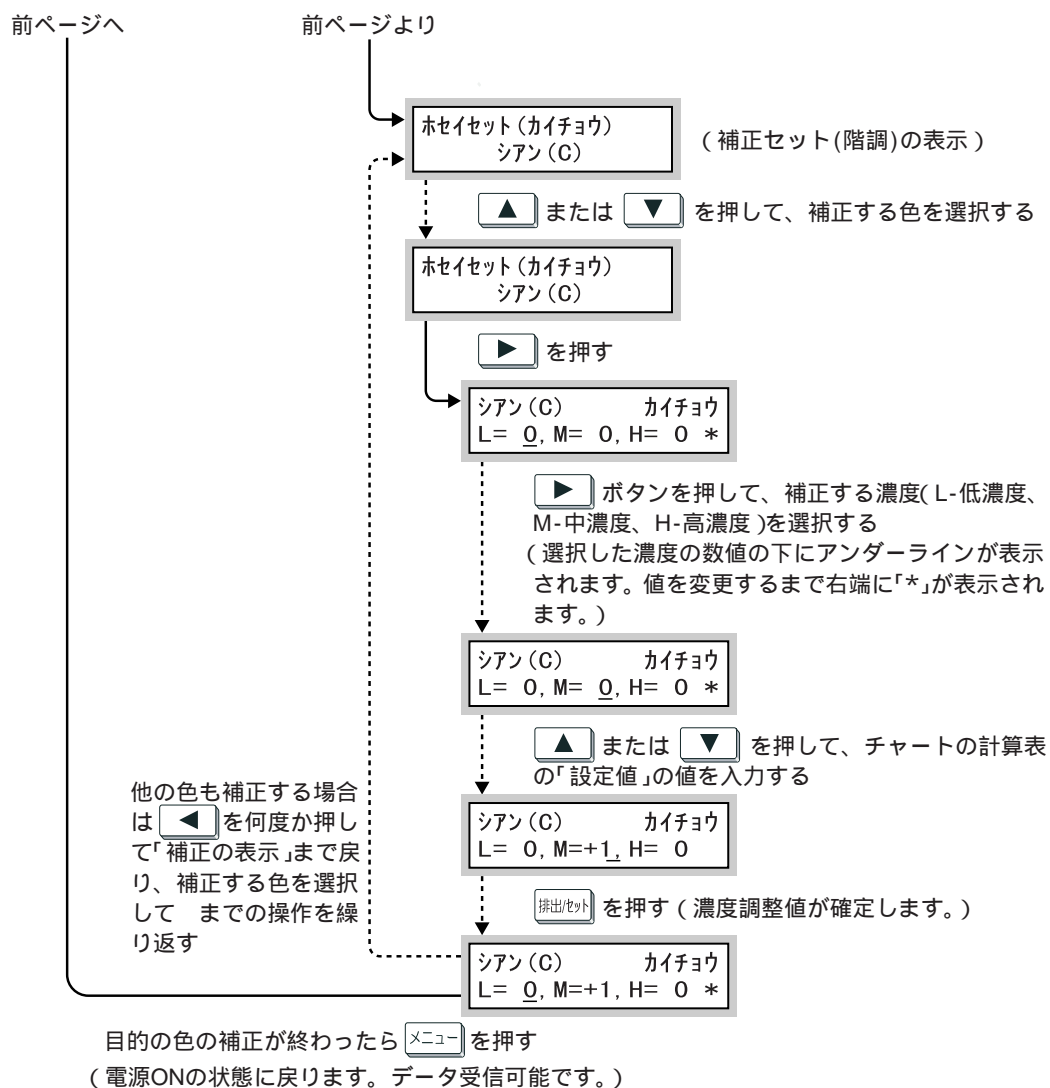 前ページへ
前ページより
ホセイセット(カイチョウ)
シアン(C)
(補正セット(階調)の表示)
▲ または ▼ を押して、補正する色を選択する
ホセイセット(カイチョウ)
シアン(C)
▶ を押す
シアン(C) カイチョウ
L= 0, M= 0, H= 0 *
▶ ボタンを押して、補正する濃度(L-低濃度、
M-中濃度、H-高濃度)を選択する
(選択した濃度の数値の下にアンダーラインが表示
されます。値を変更するまで右端に「*」が表示され
ます。)
シアン(C) カイチョウ
L= 0, M= 0, H= 0 *
▲ または ▼ を押して、チャートの計算表
の「設定値」の値を入力する
シアン(C) カイチョウ
L= 0, M=+1, H= 0
排出/セット を押す(濃度調整値が確定します。)
シアン(C) カイチョウ
L= 0, M=+1, H= 0 *
他の色も補正する場合
は ◀ を何度か押し
て「補正の表示」まで戻
り、補正する色を選択
して までの操作を繰
り返す
目的の色の補正が終わったら メニュー を押す
(電源ONの状態に戻ります。データ受信可能です。)